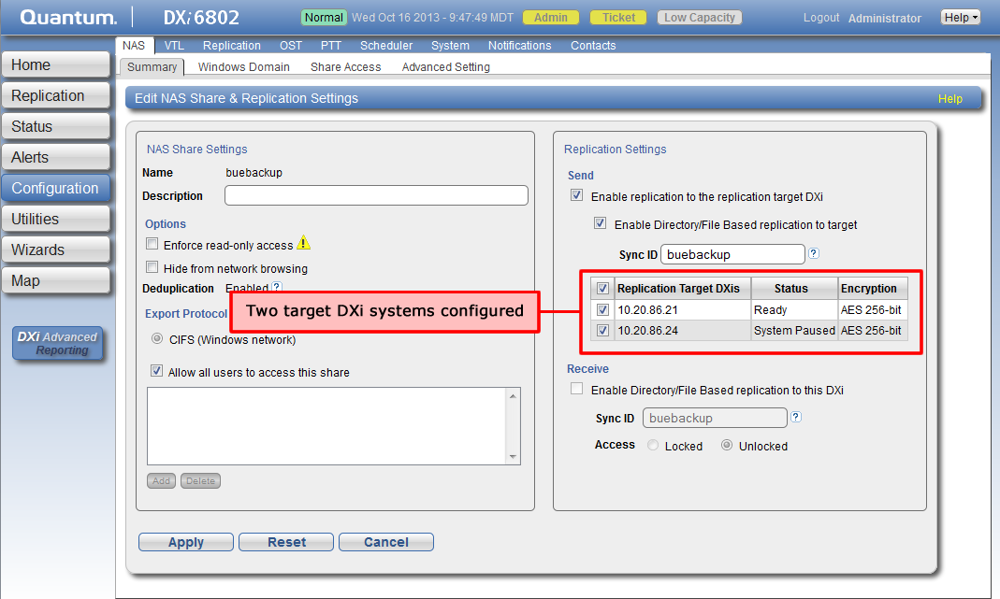 Quantum. DXi6802 Normal Wed Oct 16 2013 - 9:47:49 MDT Admin Ticket Low Capacity Logout Administrator Help
NAS VTL Replication OST PTT Scheduler System Notifications Contacts
Summary Windows Domain Share Access Advanced Setting
Home
Replication
Status
Alerts
Configuration
Utilities
Wizards
Map
DXi Advanced
Reporting
Edit NAS Share & Replication Settings Help
NAS Share Settings
Name buebackup
Description
Options
Enforce read-only access
Hide from network browsing
Deduplication Enabled ?
Export Protocol
Two target DXi systems configured
CIFS (Windows network)
Allow all users to access this share
Add Delete
Replication Settings
Send
Enable replication to the replication target DXi
Enable Directory/File Based replication to target
Sync ID buebackup ?
Replication Target DXis Status Encryption
10.20.86.21 Ready AES 256-bit
10.20.86.24 System Paused AES 256-bit
Receive
Enable Directory/File Based replication to this DXi
Sync ID buebackup ?
Access Locked Unlocked
Apply Reset Cancel